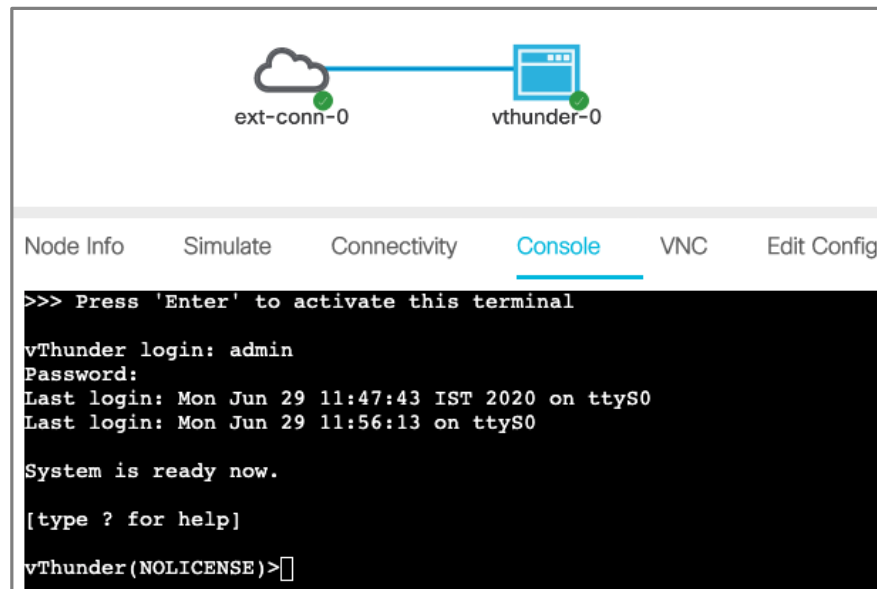 ext-conn-0
vthunder-0
Node Info Simulate Connectivity Console VNC Edit Config
>>> Press 'Enter' to activate this terminal
vThunder login: admin
Password:
Last login: Mon Jun 29 11:47:43 IST 2020 on ttyS0
Last login: Mon Jun 29 11:56:13 on ttyS0
System is ready now.
[type ? for help]
vThunder(NOLICENSE)>